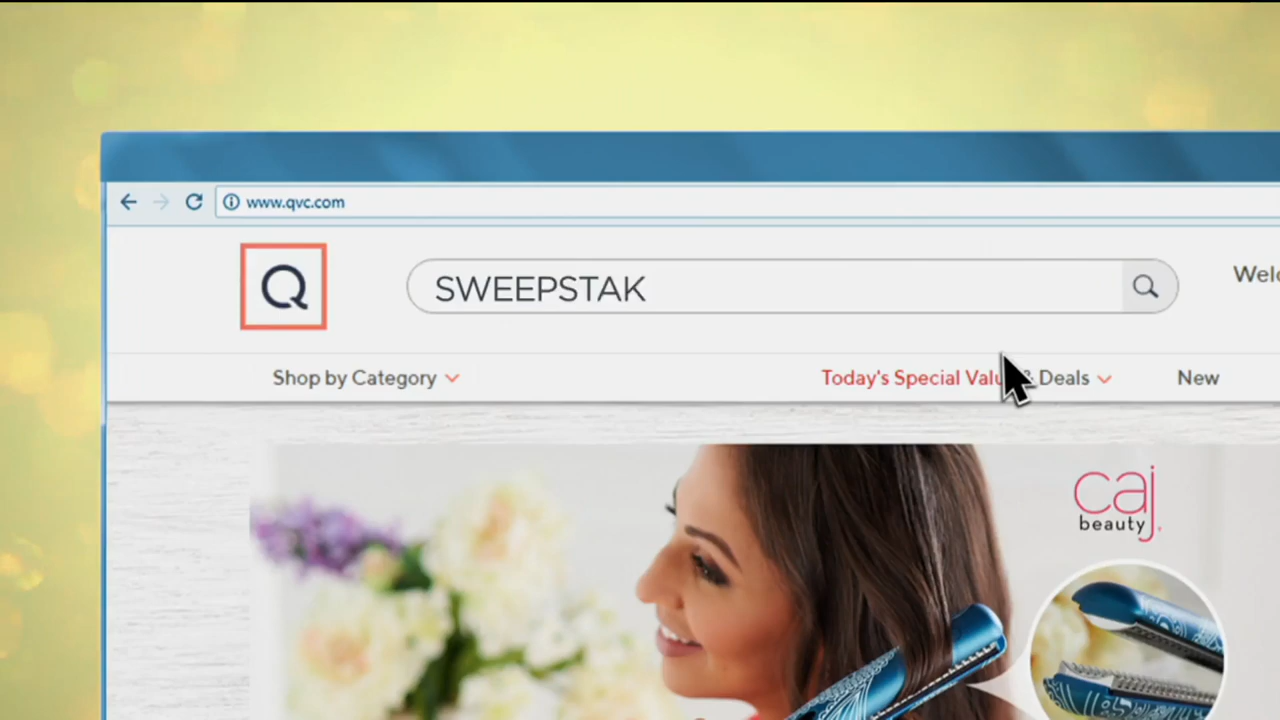 www.qvc.com
Q SWEEPSTAK
Welc
Shop by Category Today's Special Valu & Deals New
caj
beauty